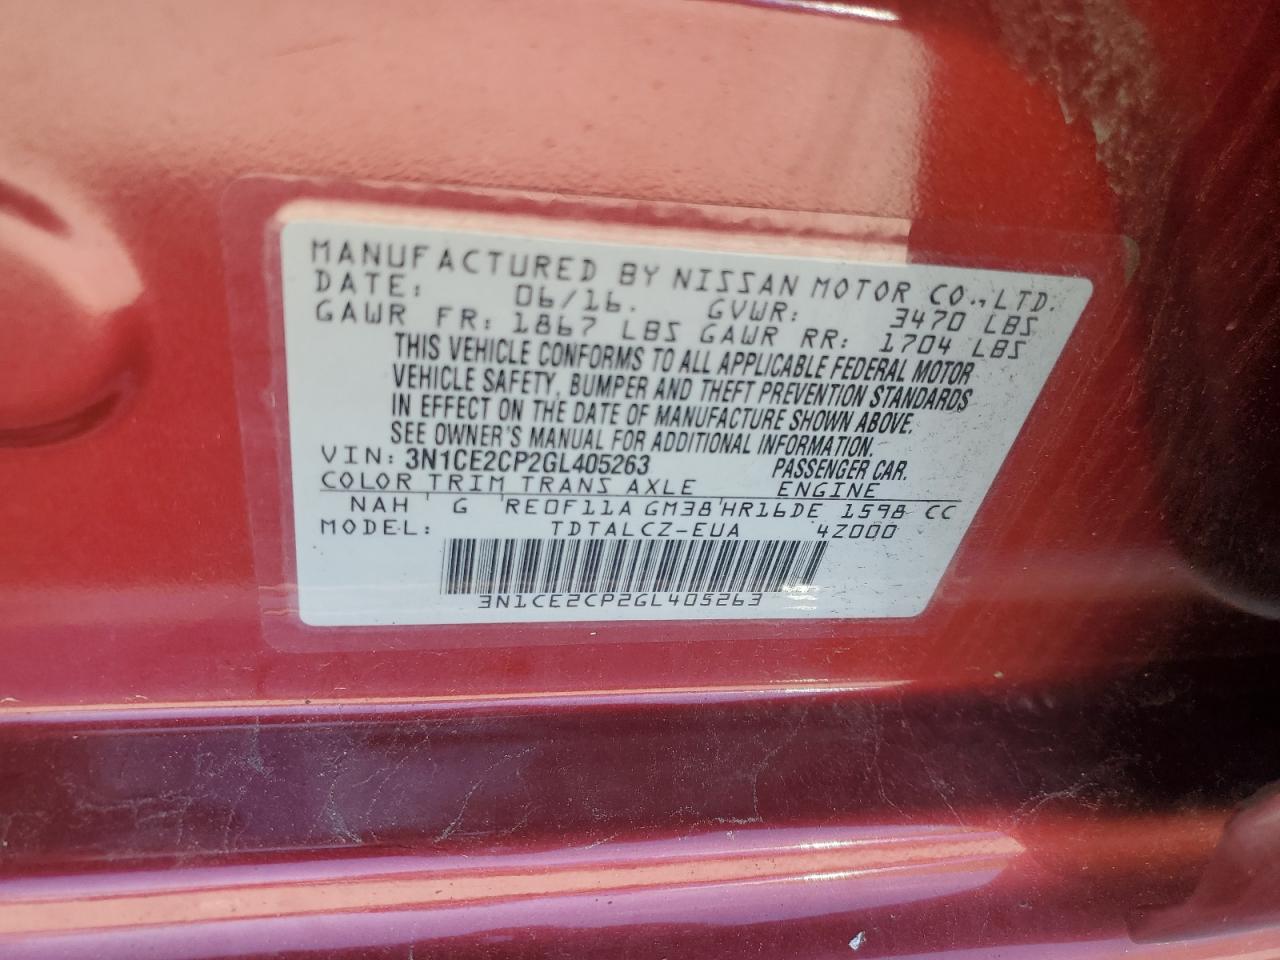 MANUFACTURED BY NISSAN MOTOR CO., LTD.
DATE: 06/16. GVWR: 3470 LBS
GAWR FR: 1867 LBS GAWR RR: 1704 LBS
THIS VEHICLE CONFORMS TO ALL APPLICABLE FEDERAL MOTOR
VEHICLE SAFETY, BUMPER AND THEFT PREVENTION STANDARDS
IN EFFECT ON THE DATE OF MANUFACTURE SHOWN ABOVE.
SEE OWNER'S MANUAL FOR ADDITIONAL INFORMATION.
VIN: 3N1CE2CP2GL405263 PASSENGER CAR.
COLOR TRIM TRANS AXLE ENGINE
NAH G RE0F11A GM38 HR16DE 1598 CC
MODEL: TDTALCZ-EUA 4Z000
3N1CE2CP2GL405263